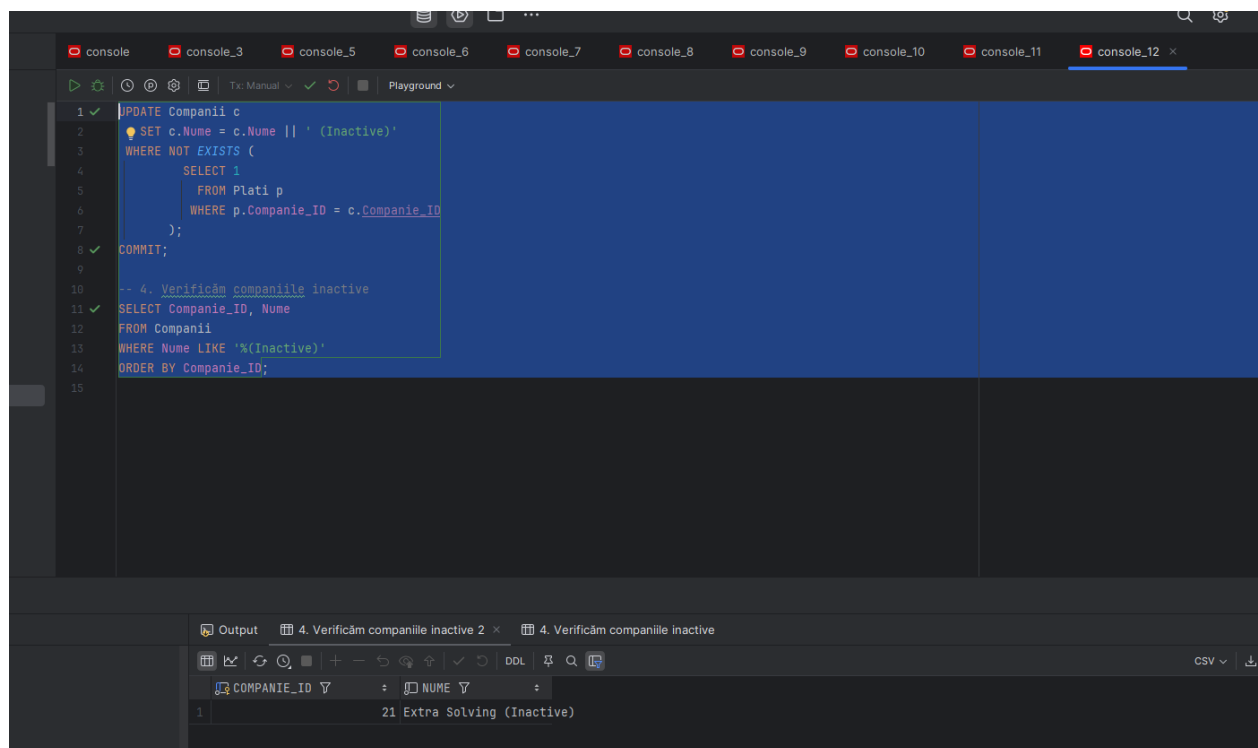 console console_3 console_5 console_6 console_7 console_8 console_9 console_10 console_11 console_12
Tx: Manual Playground
1 UPDATE Companii c
2 SET c.Nume = c.Nume || ' (Inactive)'
3 WHERE NOT EXISTS (
4 SELECT 1
5 FROM Plati p
6 WHERE p.Companie_ID = c.Companie_ID
7 );
8 COMMIT;
9
10 -- 4. Verificăm companiile inactive
11 SELECT Companie_ID, Nume
12 FROM Companii
13 WHERE Nume LIKE '%(Inactive)'
14 ORDER BY Companie_ID;
15
Output 4. Verificăm companiile inactive 2 4. Verificăm companiile inactive
DDL CSV
COMPANIE_ID NUME
1 21 Extra Solving (Inactive)